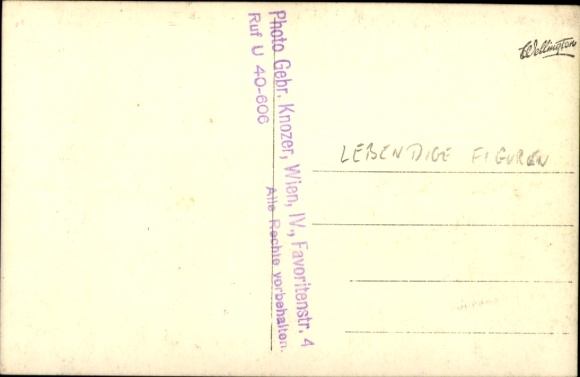 Photo Gebr. Knozer, Wien, IV., Favoritenstr. 4
Ruf U 40-606
Alle Rechte vorbehalten.
Wellington
LEBENDIGE FIGUREN